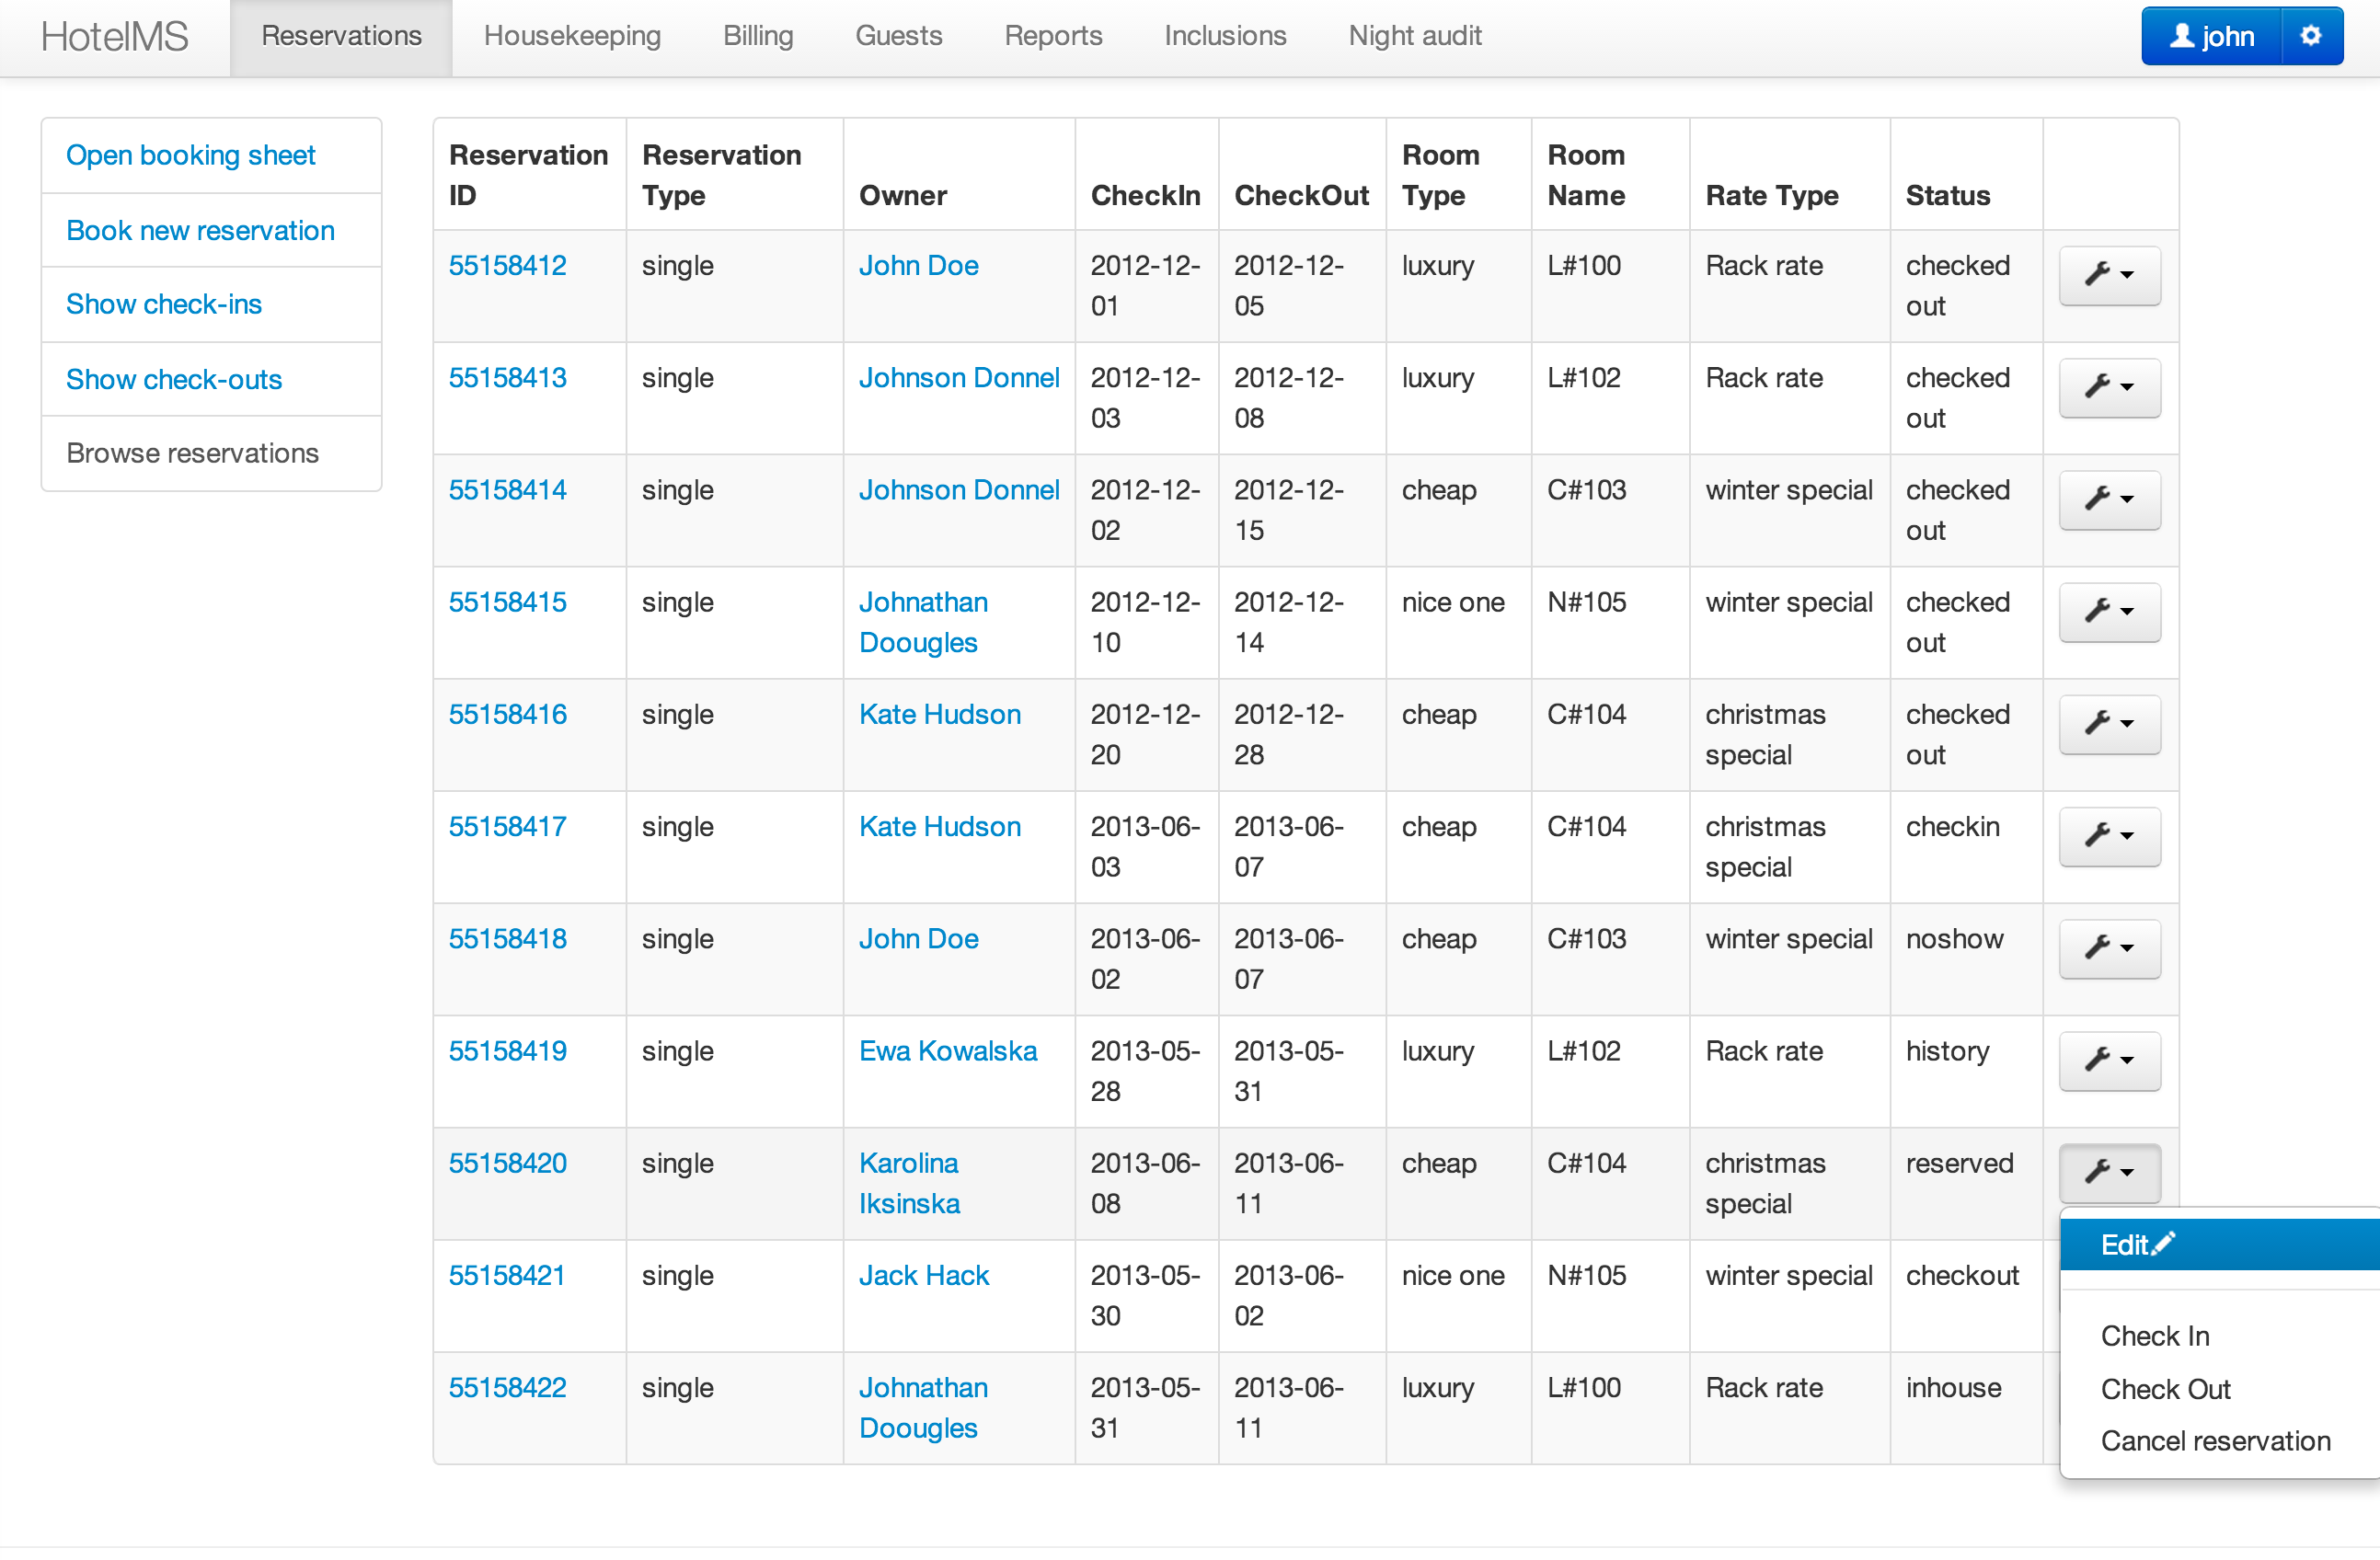 HotelMS Reservations Housekeeping Billing Guests Reports Inclusions Night audit john
Open booking sheet
Book new reservation
Show check-ins
Show check-outs
Browse reservations
Reservation ID Reservation Type Owner CheckIn CheckOut Room Type Room Name Rate Type Status
55158412 single John Doe 2012-12-01 2012-12-05 luxury L#100 Rack rate checked out
55158413 single Johnson Donnel 2012-12-03 2012-12-08 luxury L#102 Rack rate checked out
55158414 single Johnson Donnel 2012-12-02 2012-12-15 cheap C#103 winter special checked out
55158415 single Johnathan Doougles 2012-12-10 2012-12-14 nice one N#105 winter special checked out
55158416 single Kate Hudson 2012-12-20 2012-12-28 cheap C#104 christmas special checked out
55158417 single Kate Hudson 2013-06-03 2013-06-07 cheap C#104 christmas special checkin
55158418 single John Doe 2013-06-02 2013-06-07 cheap C#103 winter special noshow
55158419 single Ewa Kowalska 2013-05-28 2013-05-31 luxury L#102 Rack rate history
55158420 single Karolina Iksinska 2013-06-08 2013-06-11 cheap C#104 christmas special reserved
55158421 single Jack Hack 2013-05-30 2013-06-02 nice one N#105 winter special checkout
55158422 single Johnathan Doougles 2013-05-31 2013-06-11 luxury L#100 Rack rate inhouse
Edit
Check In
Check Out
Cancel reservation